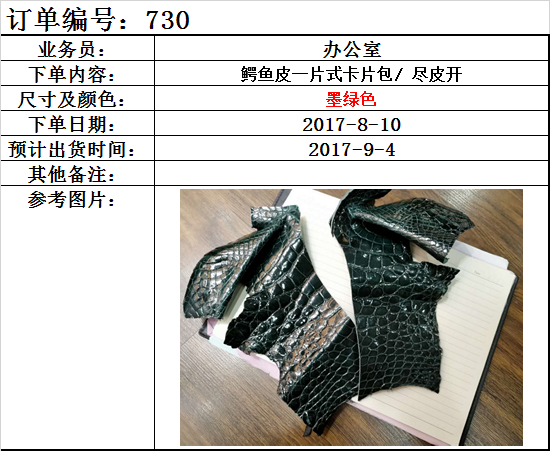 订单编号：730
业务员： 办公室
下单内容： 鳄鱼皮一片式卡片包/ 尽皮开
尺寸及颜色： 墨绿色
下单日期： 2017-8-10
预计出货时间： 2017-9-4
其他备注：
参考图片：